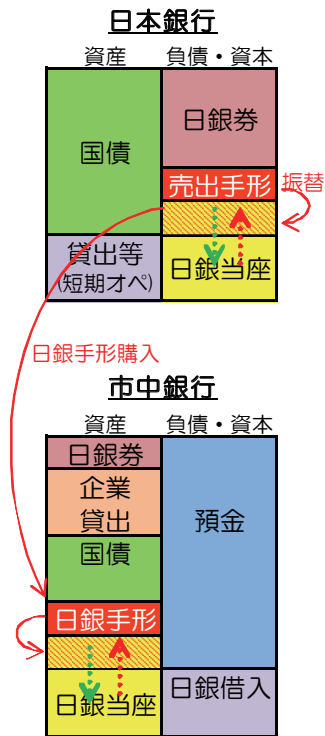 日本銀行
資産 負債・資本
国債
日銀券
売出手形
振替
貸出等
(短期オペ)
日銀当座
日銀手形購入
市中銀行
資産 負債・資本
日銀券
企業
貸出
預金
国債
日銀手形
日銀当座
日銀借入